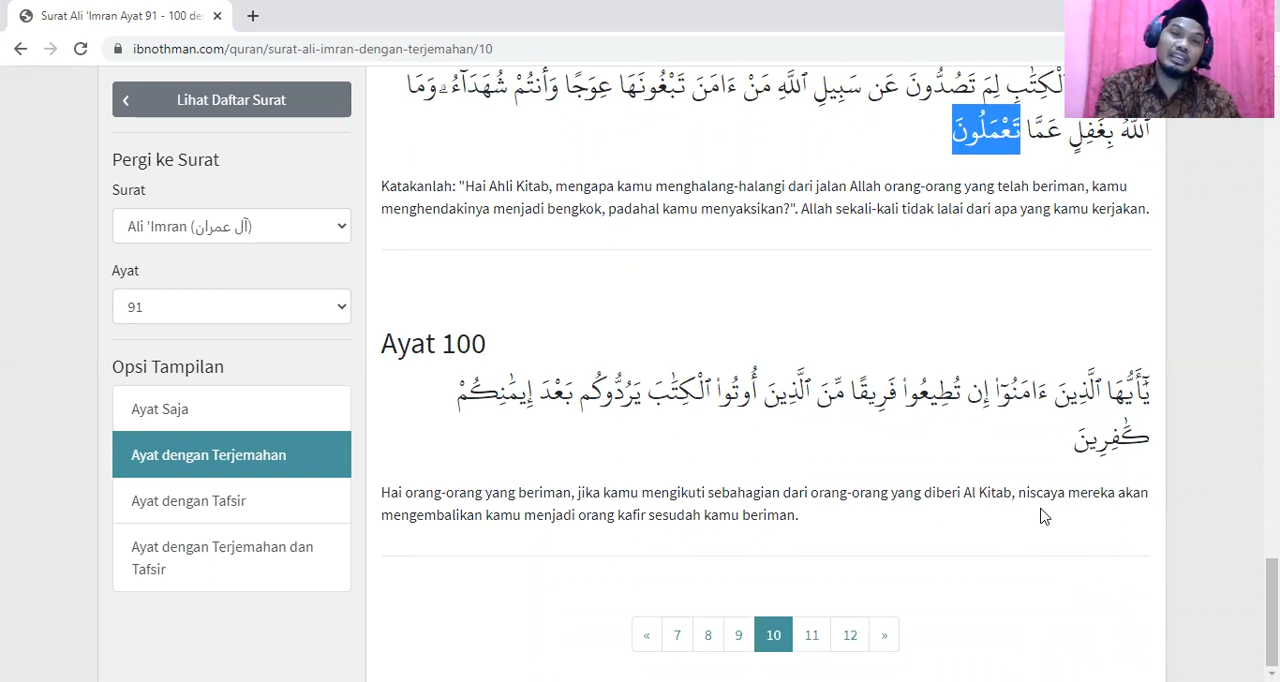 Surat Ali 'Imran Ayat 91 - 100 de
ibnothman.com/quran/surat-ali-imran-dengan-terjemahan/10
Lihat Daftar Surat
Pergi ke Surat
Surat
Ali 'Imran (آل عمران)
Ayat
91
Opsi Tampilan
Ayat Saja
Ayat dengan Terjemahan
Ayat dengan Tafsir
Ayat dengan Terjemahan dan
Tafsir
ٱلْكِتَٰبِ لِمَ تَصُدُّونَ عَن سَبِيلِ ٱللَّهِ مَنْ ءَامَنَ تَبْغُونَهَا عِوَجًا وَأَنتُمْ شُهَدَآءُ ۗ وَمَا
ٱللَّهُ بِغَٰفِلٍ عَمَّا تَعْمَلُونَ
Katakanlah: "Hai Ahli Kitab, mengapa kamu menghalang-halangi dari jalan Allah orang-orang yang telah beriman, kamu
menghendakinya menjadi bengkok, padahal kamu menyaksikan?". Allah sekali-kali tidak lalai dari apa yang kamu kerjakan.
Ayat 100
يَٰٓأَيُّهَا ٱلَّذِينَ ءَامَنُوٓا۟ إِن تُطِيعُوا۟ فَرِيقًا مِّنَ ٱلَّذِينَ أُوتُوا۟ ٱلْكِتَٰبَ يَرُدُّوكُم بَعْدَ إِيمَٰنِكُمْ
كَٰفِرِينَ
Hai orang-orang yang beriman, jika kamu mengikuti sebahagian dari orang-orang yang diberi Al Kitab, niscaya mereka akan
mengembalikan kamu menjadi orang kafir sesudah kamu beriman.
« 7 8 9 10 11 12 »